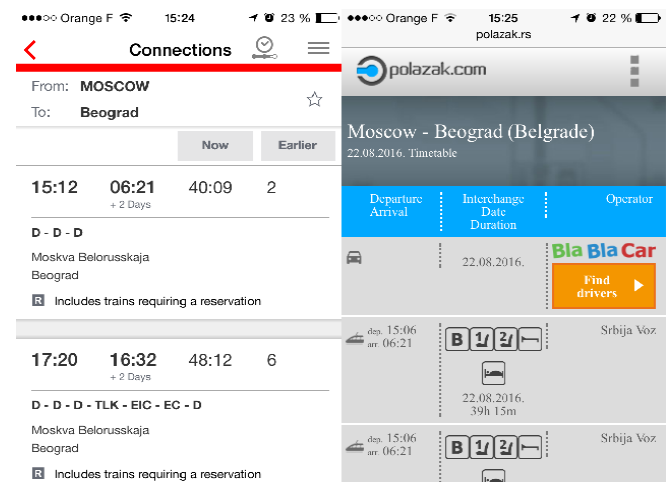 Orange F 15:24 23 %
Connections
From: MOSCOW
To: Beograd
Now Earlier
15:12 06:21 40:09 2
+ 2 Days
D - D - D
Moskva Belorusskaja
Beograd
R Includes trains requiring a reservation
17:20 16:32 48:12 6
+ 2 Days
D - D - D - TLK - EIC - EC - D
Moskva Belorusskaja
Beograd
R Includes trains requiring a reservation
Orange F 15:25 22 %
polazak.rs
polazak.com
Moscow - Beograd (Belgrade)
22.08.2016. Timetable
Departure Interchange Operator
Arrival Date
Duration
22.08.2016.
Bla Bla Car
Find
drivers
dep. 15:06 B 1/ 2/ Srbija Voz
arr. 06:21
22.08.2016.
39h 15m
dep. 15:06 B 1/ 2/ Srbija Voz
arr. 06:21